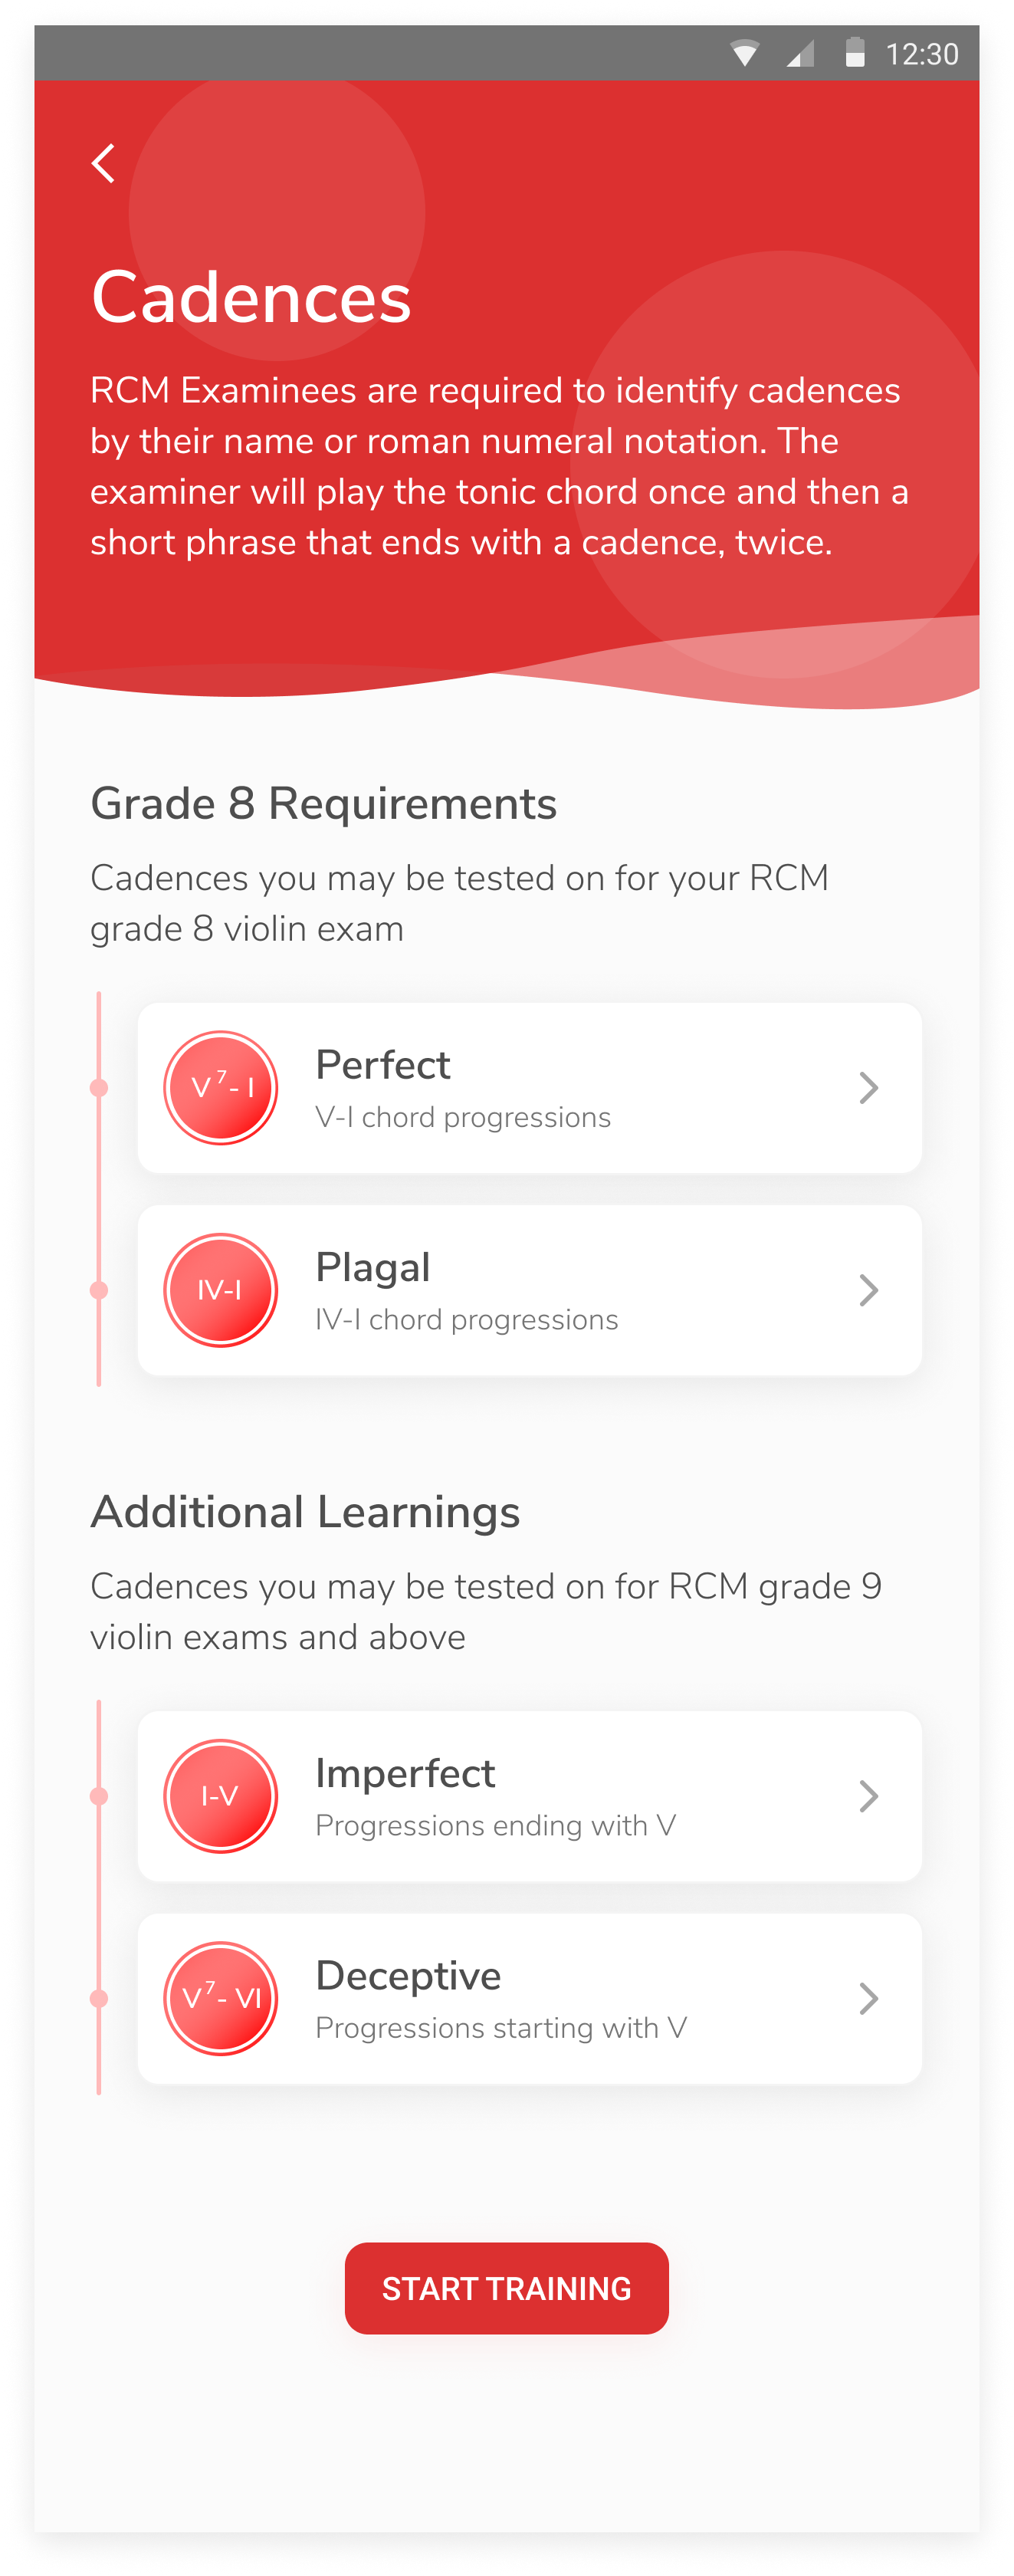 12:30
Cadences
RCM Examinees are required to identify cadences
by their name or roman numeral notation. The
examiner will play the tonic chord once and then a
short phrase that ends with a cadence, twice.
Grade 8 Requirements
Cadences you may be tested on for your RCM
grade 8 violin exam
V⁷- I
Perfect
V-I chord progressions
IV-I
Plagal
IV-I chord progressions
Additional Learnings
Cadences you may be tested on for RCM grade 9
violin exams and above
I-V
Imperfect
Progressions ending with V
V⁷- VI
Deceptive
Progressions starting with V
START TRAINING